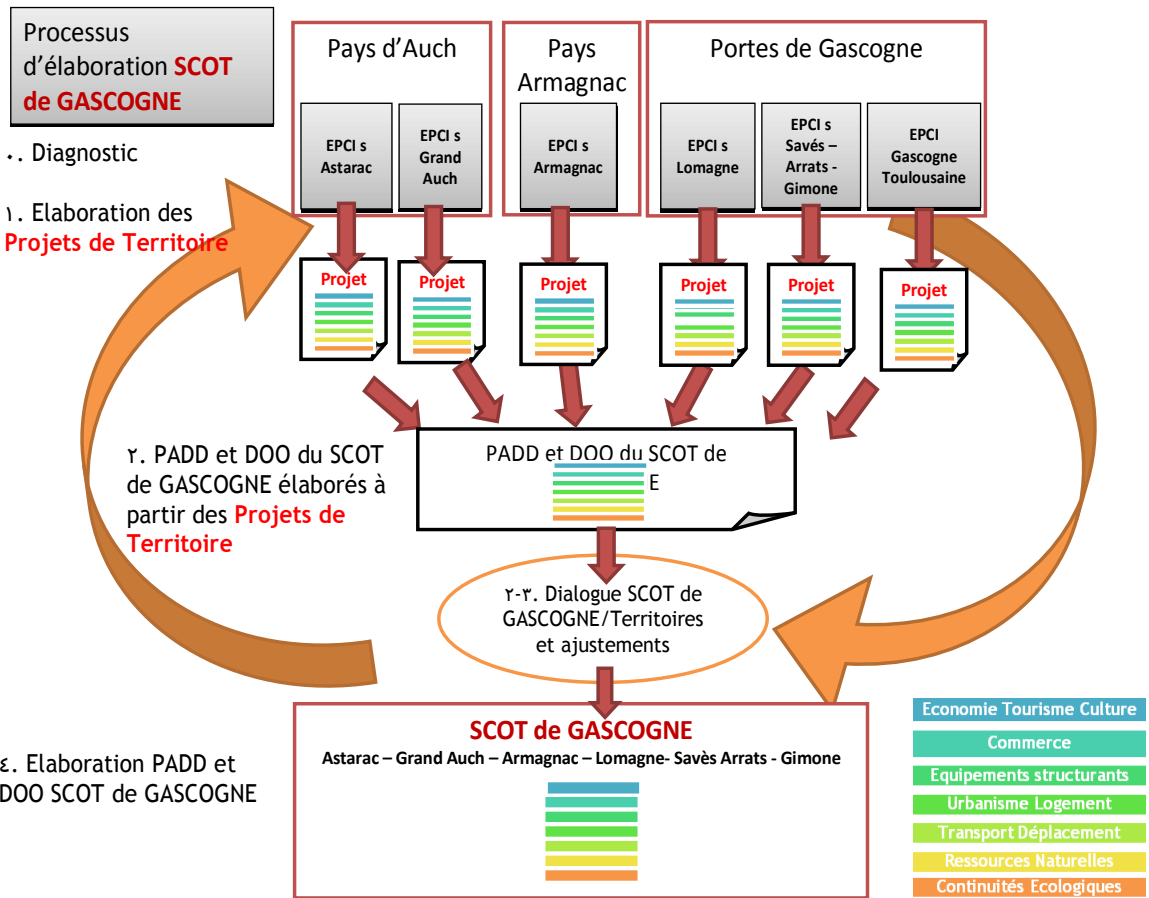 Processus
d’élaboration SCOT
de GASCOGNE
Pays d’Auch
Pays
Armagnac
Portes de Gascogne
EPCI s
Astarac
EPCI s
Grand
Auch
EPCI s
Armagnac
EPCI s
Lomagne
EPCI s
Savés –
Arrats -
Gimone
EPCI
Gascogne
Toulousaine
٠. Diagnostic
١. Elaboration des
Projets de Territoire
Projet
Projet
Projet
Projet
Projet
Projet
٢. PADD et DOO du SCOT
de GASCOGNE élaborés à
partir des Projets de
Territoire
PADD et DOO du SCOT de
E
٢-٣. Dialogue SCOT de
GASCOGNE/Territoires
et ajustements
٤. Elaboration PADD et
DOO SCOT de GASCOGNE
SCOT de GASCOGNE
Astarac – Grand Auch – Armagnac – Lomagne- Savès Arrats - Gimone
Economie Tourisme Culture
Commerce
Equipements structurants
Urbanisme Logement
Transport Déplacement
Ressources Naturelles
Continuités Ecologiques